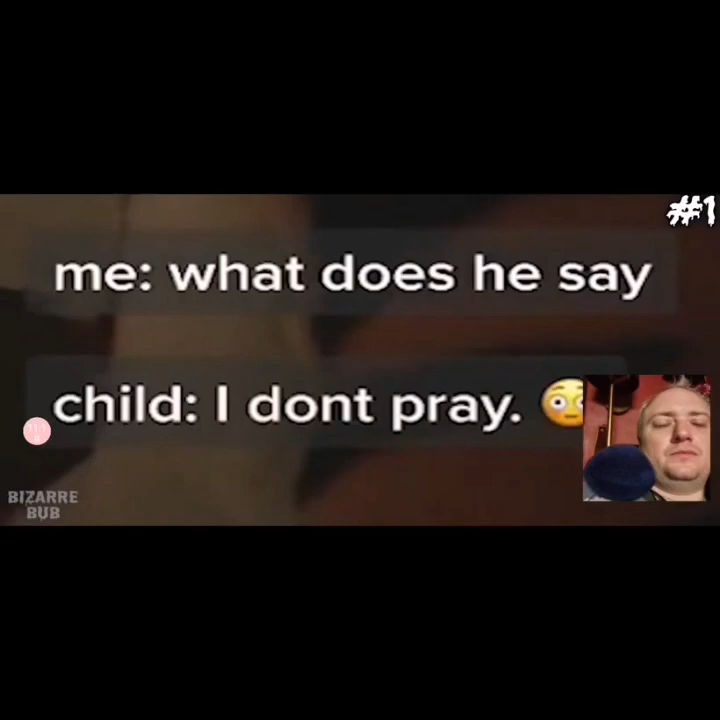 #1
me: what does he say
child: I dont pray. 😳
BIZARRE
BUB